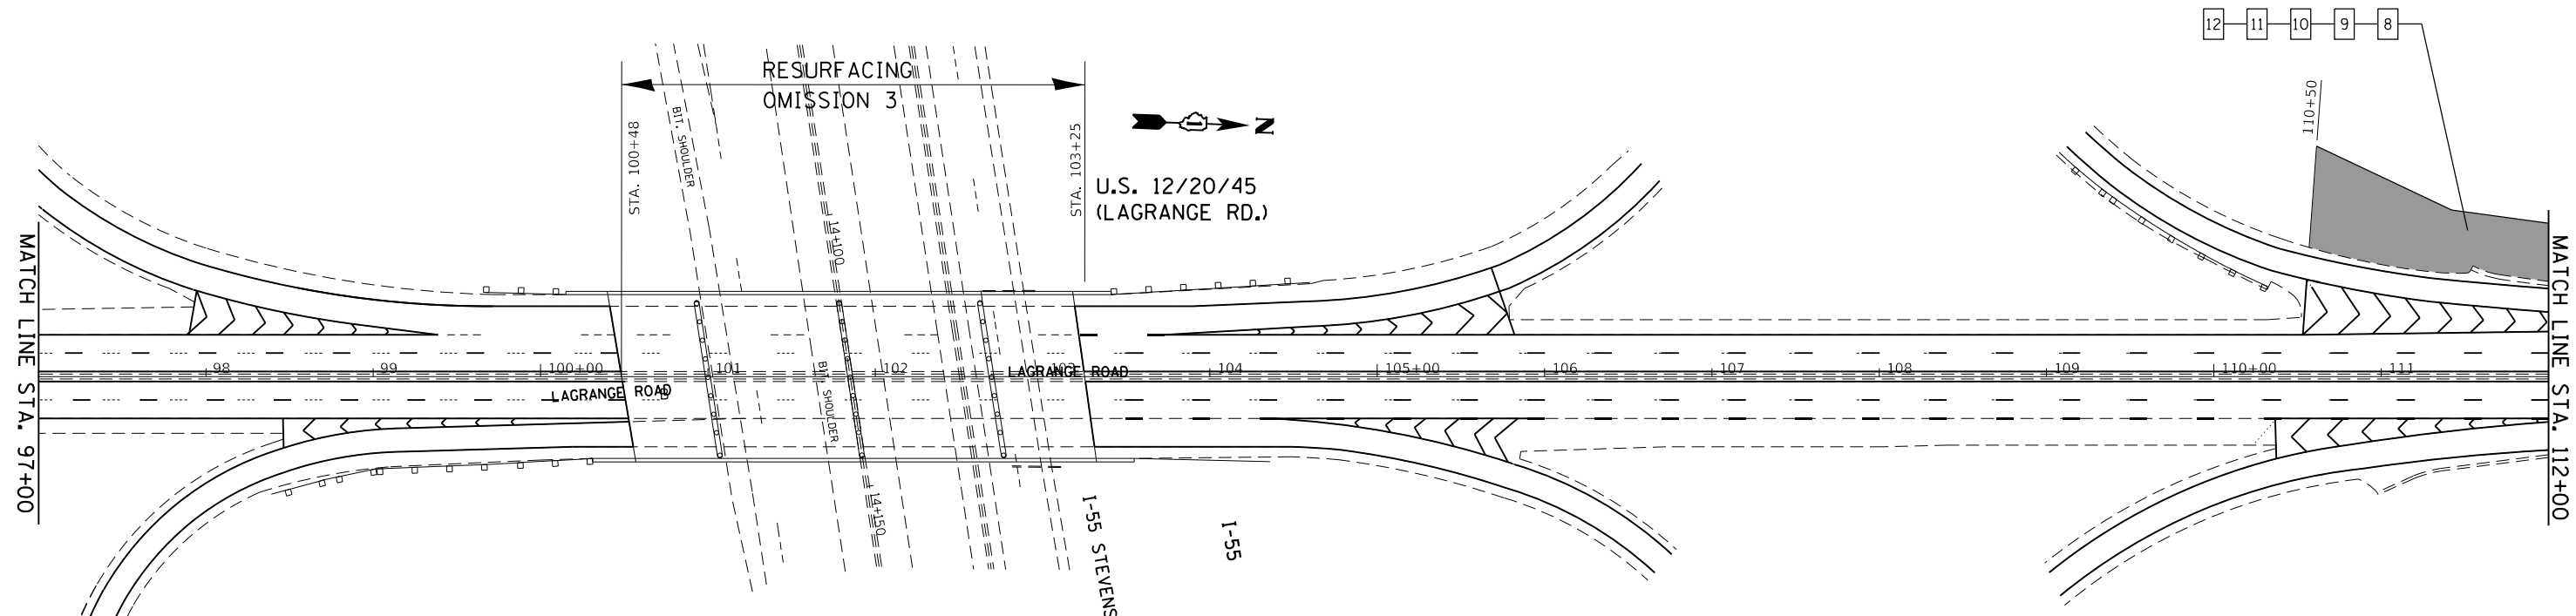 12 11 10 9 8
RESURFACING
OMISSION 3
BIT. SHOULDER
STA. 100+48
STA. 103+25
1
N
U.S. 12/20/45
(LAGRANGE RD.)
110+50
14+100
MATCH LINE STA. 97+00
98 99 100+00 101 102 103 104 105+00 106 107 108 109 110+00 111
LAGRANGE ROAD
LAGRANGE ROAD
BIT. SHOULDER
14+150
I-55 STEVENS
I-55
MATCH LINE STA. 112+00